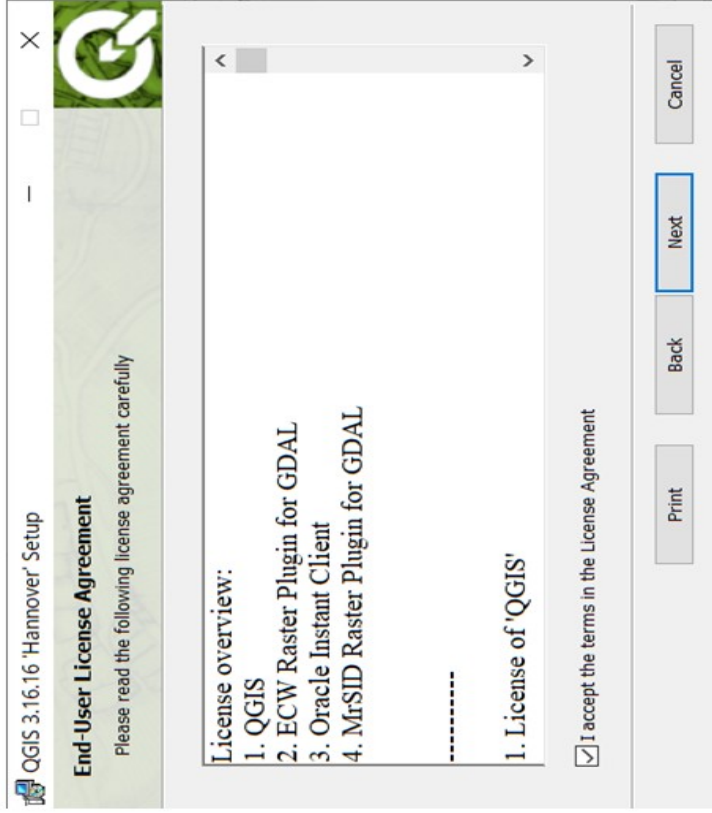 QGIS 3.16.16 'Hannover' Setup
End-User License Agreement
Please read the following license agreement carefully
License overview:
1. QGIS
2. ECW Raster Plugin for GDAL
3. Oracle Instant Client
4. MrSID Raster Plugin for GDAL
----------
1. License of 'QGIS'
I accept the terms in the License Agreement
Print Back Next Cancel